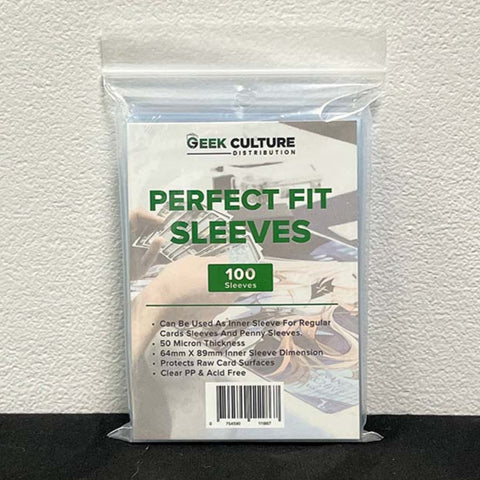 GEEK CULTURE
DISTRIBUTION
PERFECT FIT
SLEEVES
100
Sleeves
• Can Be Used As Inner Sleeve For Regular
Cards Sleeves And Penny Sleeves.
• 50 Micron Thickness
• 64mm X 89mm Inner Sleeve Dimension
• Protects Raw Card Surfaces
• Clear PP & Acid Free